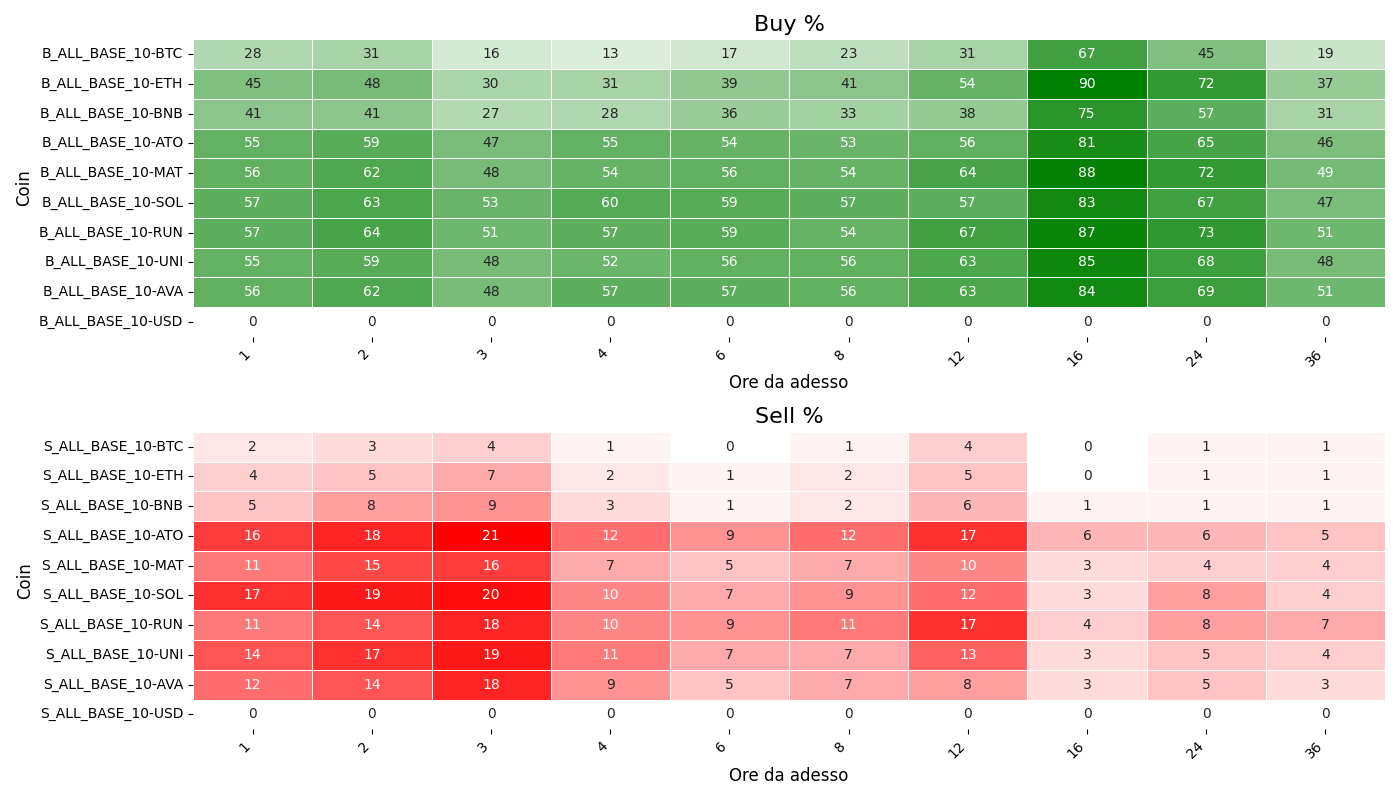 Buy %
Coin
B_ALL_BASE_10-BTC 28 31 16 13 17 23 31 67 45 19
B_ALL_BASE_10-ETH 45 48 30 31 39 41 54 90 72 37
B_ALL_BASE_10-BNB 41 41 27 28 36 33 38 75 57 31
B_ALL_BASE_10-ATO 55 59 47 55 54 53 56 81 65 46
B_ALL_BASE_10-MAT 56 62 48 54 56 54 64 88 72 49
B_ALL_BASE_10-SOL 57 63 53 60 59 57 57 83 67 47
B_ALL_BASE_10-RUN 57 64 51 57 59 54 67 87 73 51
B_ALL_BASE_10-UNI 55 59 48 52 56 56 63 85 68 48
B_ALL_BASE_10-AVA 56 62 48 57 57 56 63 84 69 51
B_ALL_BASE_10-USD 0 0 0 0 0 0 0 0 0 0
1 2 3 4 6 8 12 16 24 36
Ore da adesso
Sell %
Coin
S_ALL_BASE_10-BTC 2 3 4 1 0 1 4 0 1 1
S_ALL_BASE_10-ETH 4 5 7 2 1 2 5 0 1 1
S_ALL_BASE_10-BNB 5 8 9 3 1 2 6 1 1 1
S_ALL_BASE_10-ATO 16 18 21 12 9 12 17 6 6 5
S_ALL_BASE_10-MAT 11 15 16 7 5 7 10 3 4 4
S_ALL_BASE_10-SOL 17 19 20 10 7 9 12 3 8 4
S_ALL_BASE_10-RUN 11 14 18 10 9 11 17 4 8 7
S_ALL_BASE_10-UNI 14 17 19 11 7 7 13 3 5 4
S_ALL_BASE_10-AVA 12 14 18 9 5 7 8 3 5 3
S_ALL_BASE_10-USD 0 0 0 0 0 0 0 0 0 0
1 2 3 4 6 8 12 16 24 36
Ore da adesso